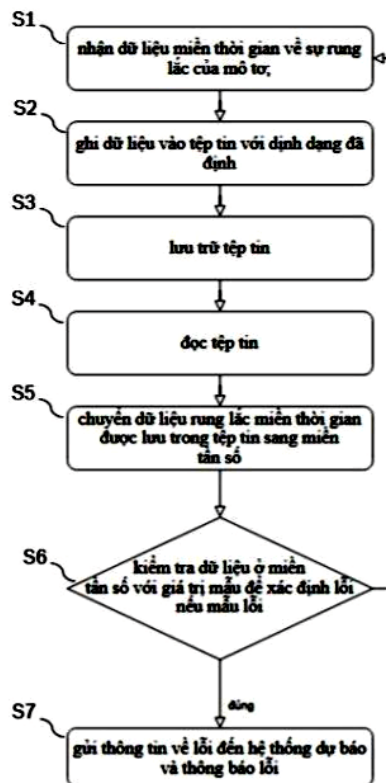 S1
nhận dữ liệu miền thời gian về sự rung
lắc của mô tơ;
S2
ghi dữ liệu vào tệp tin với dịnh dạng đã
định
S3
lưu trữ tệp tin
S4
đọc tệp tin
S5
chuyển dữ liệu rung lắc miền thời gian
được lưu trong tệp tin sang miền
tần số
S6
kiểm tra dữ liệu ở miền
tần số với giá trị mẫu để xác định lỗi
nếu mẫu lỗi
đúng
S7
gửi thông tin về lỗi đến hệ thống dự báo
và thông báo lỗi